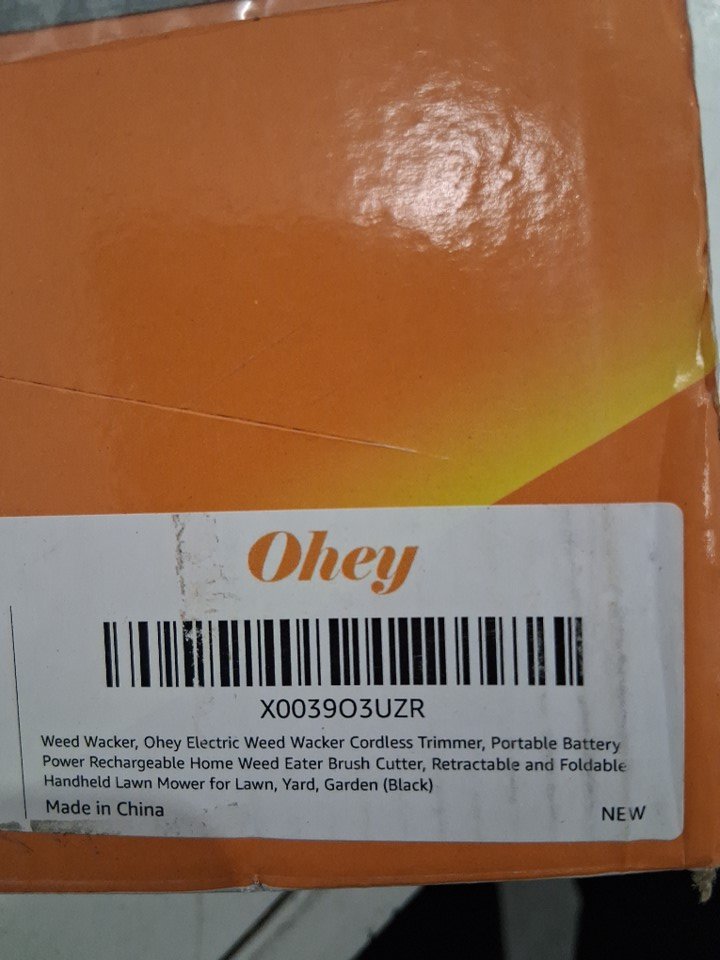 Ohey
X0039O3UZR
Weed Wacker, Ohey Electric Weed Wacker Cordless Trimmer, Portable Battery
Power Rechargeable Home Weed Eater Brush Cutter, Retractable and Foldable
Handheld Lawn Mower for Lawn, Yard, Garden (Black)
Made in China
NEW